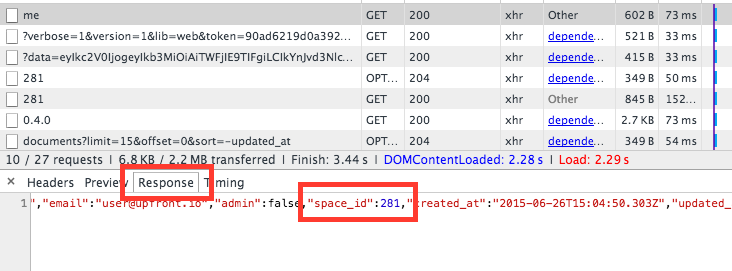 me GET 200 xhr Other 602 B 73 ms
?verbose=1&version=1&lib=web&token=90ad6219d0a392... GET 200 xhr depende... 521 B 33 ms
?data=eyIkc2V0IjogeyIkb3MiOiAiTWFjIE9TIFgiLCIkYnJvd3Nlc... GET 200 xhr depende... 415 B 33 ms
281 OPT... 204 xhr depende... 349 B 50 ms
281 GET 200 xhr Other 845 B 152...
0.4.0 GET 200 xhr depende... 2.7 KB 73 ms
documents?limit=15&offset=0&sort=-updated_at OPT... 204 xhr depende... 349 B 54 ms
10 / 27 requests | 6.8 KB / 2.2 MB transferred | Finish: 3.44 s | DOMContentLoaded: 2.28 s | Load: 2.29 s
× Headers Preview Response Timing
1 ","email":"user@upfront.io","admin":false,"space_id":281,"created_at":"2015-06-26T15:04:50.303Z","updated_